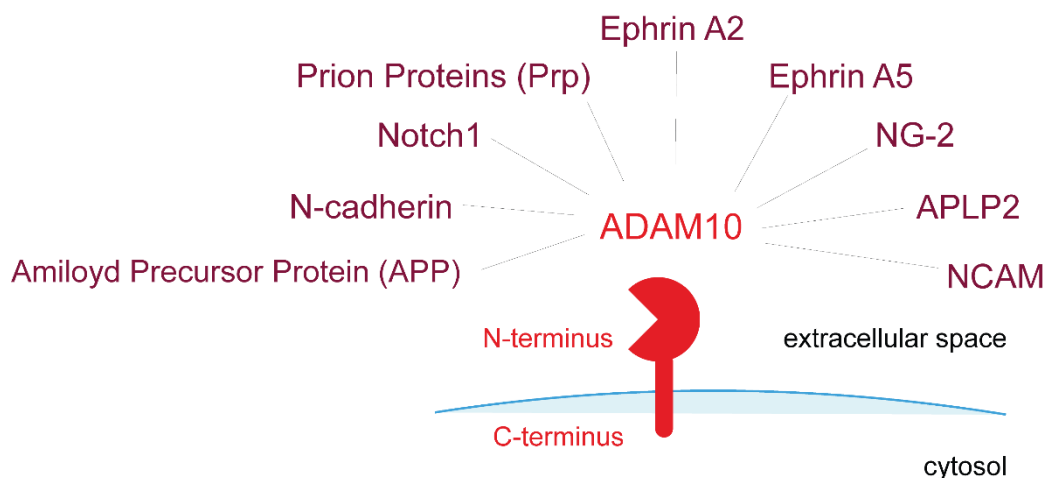 Ephrin A2
Prion Proteins (Prp)
Ephrin A5
Notch1
NG-2
N-cadherin
APLP2
ADAM10
Amiloyd Precursor Protein (APP)
NCAM
N-terminus
extracellular space
C-terminus
cytosol